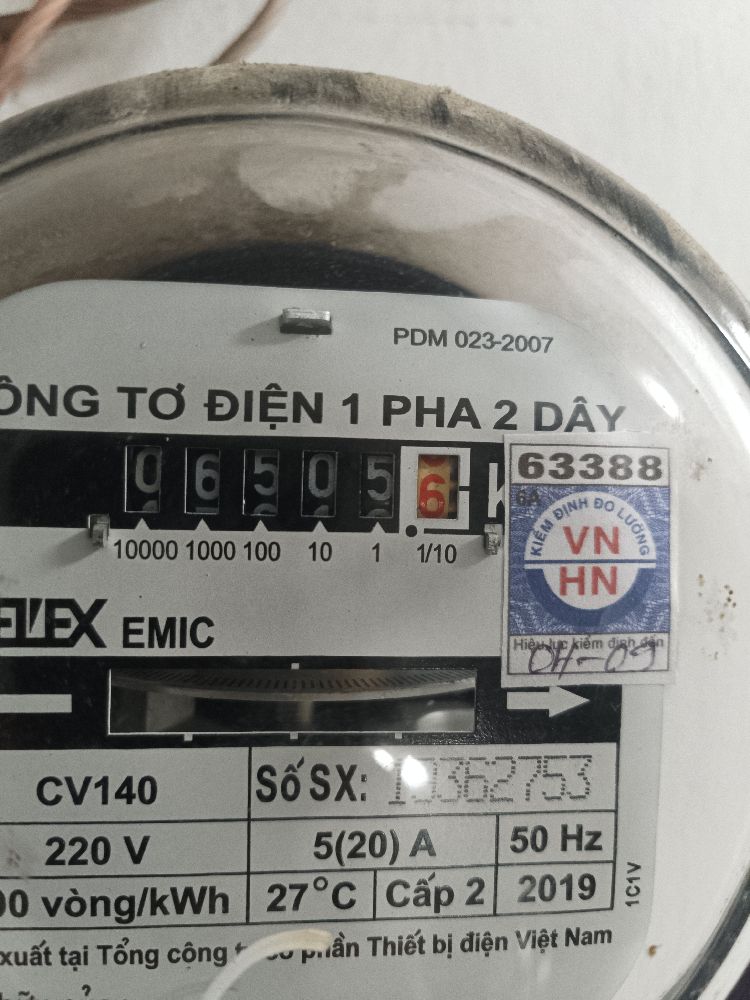 PDM 023-2007
ÔNG TƠ ĐIỆN 1 PHA 2 DÂY
0 6 5 0 5 6 K
10000 1000 100 10 1 1/10
63388
KIỂM ĐỊNH ĐO LƯỜNG
VN
HN
Hiệu lực kiểm định đến
EMIC
CV140
Số SX: 10362753
220 V
5(20) A
50 Hz
00 vòng/kWh
27°C
Cấp 2
2019
1C1V
xuất tại Tổng công phần Thiết bị điện Việt Nam